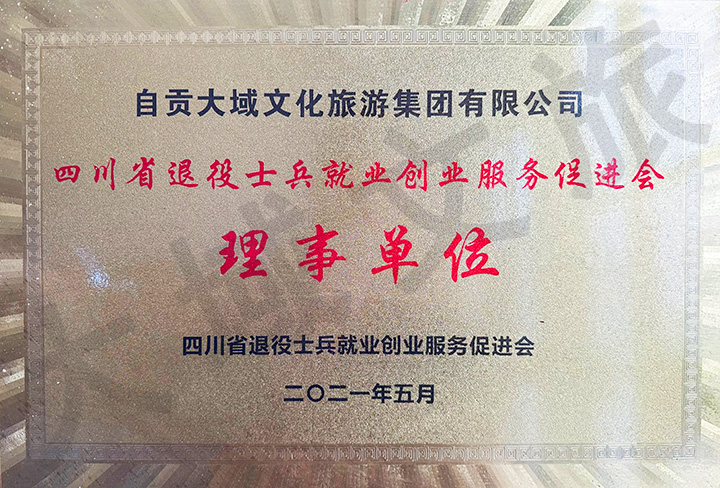 自贡大域文化旅游集团有限公司
四川省退役士兵就业创业服务促进会
理事单位
四川省退役士兵就业创业服务促进会
二〇二一年五月